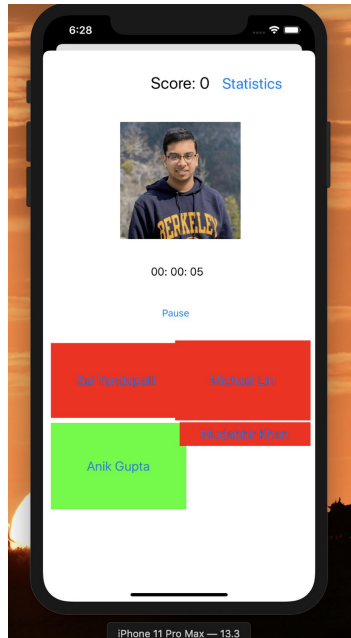 6:28
Score: 0 Statistics
BERKELEY
00: 00: 05
Pause
Sai Yandapalli Michael Lin
Mudabbir Khan
Anik Gupta
iPhone 11 Pro Max — 13.3